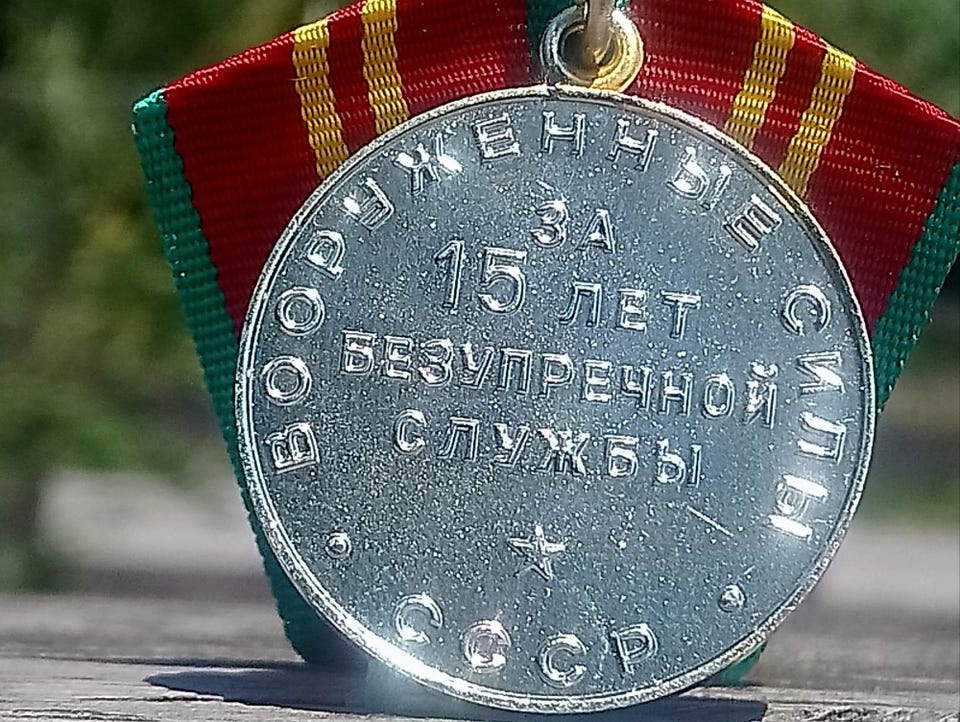 ВООРУЖЕННЫЕ СИЛЫ
ЗА
15 ЛЕТ
БЕЗУПРЕЧНОЙ
СЛУЖБЫ
СССР